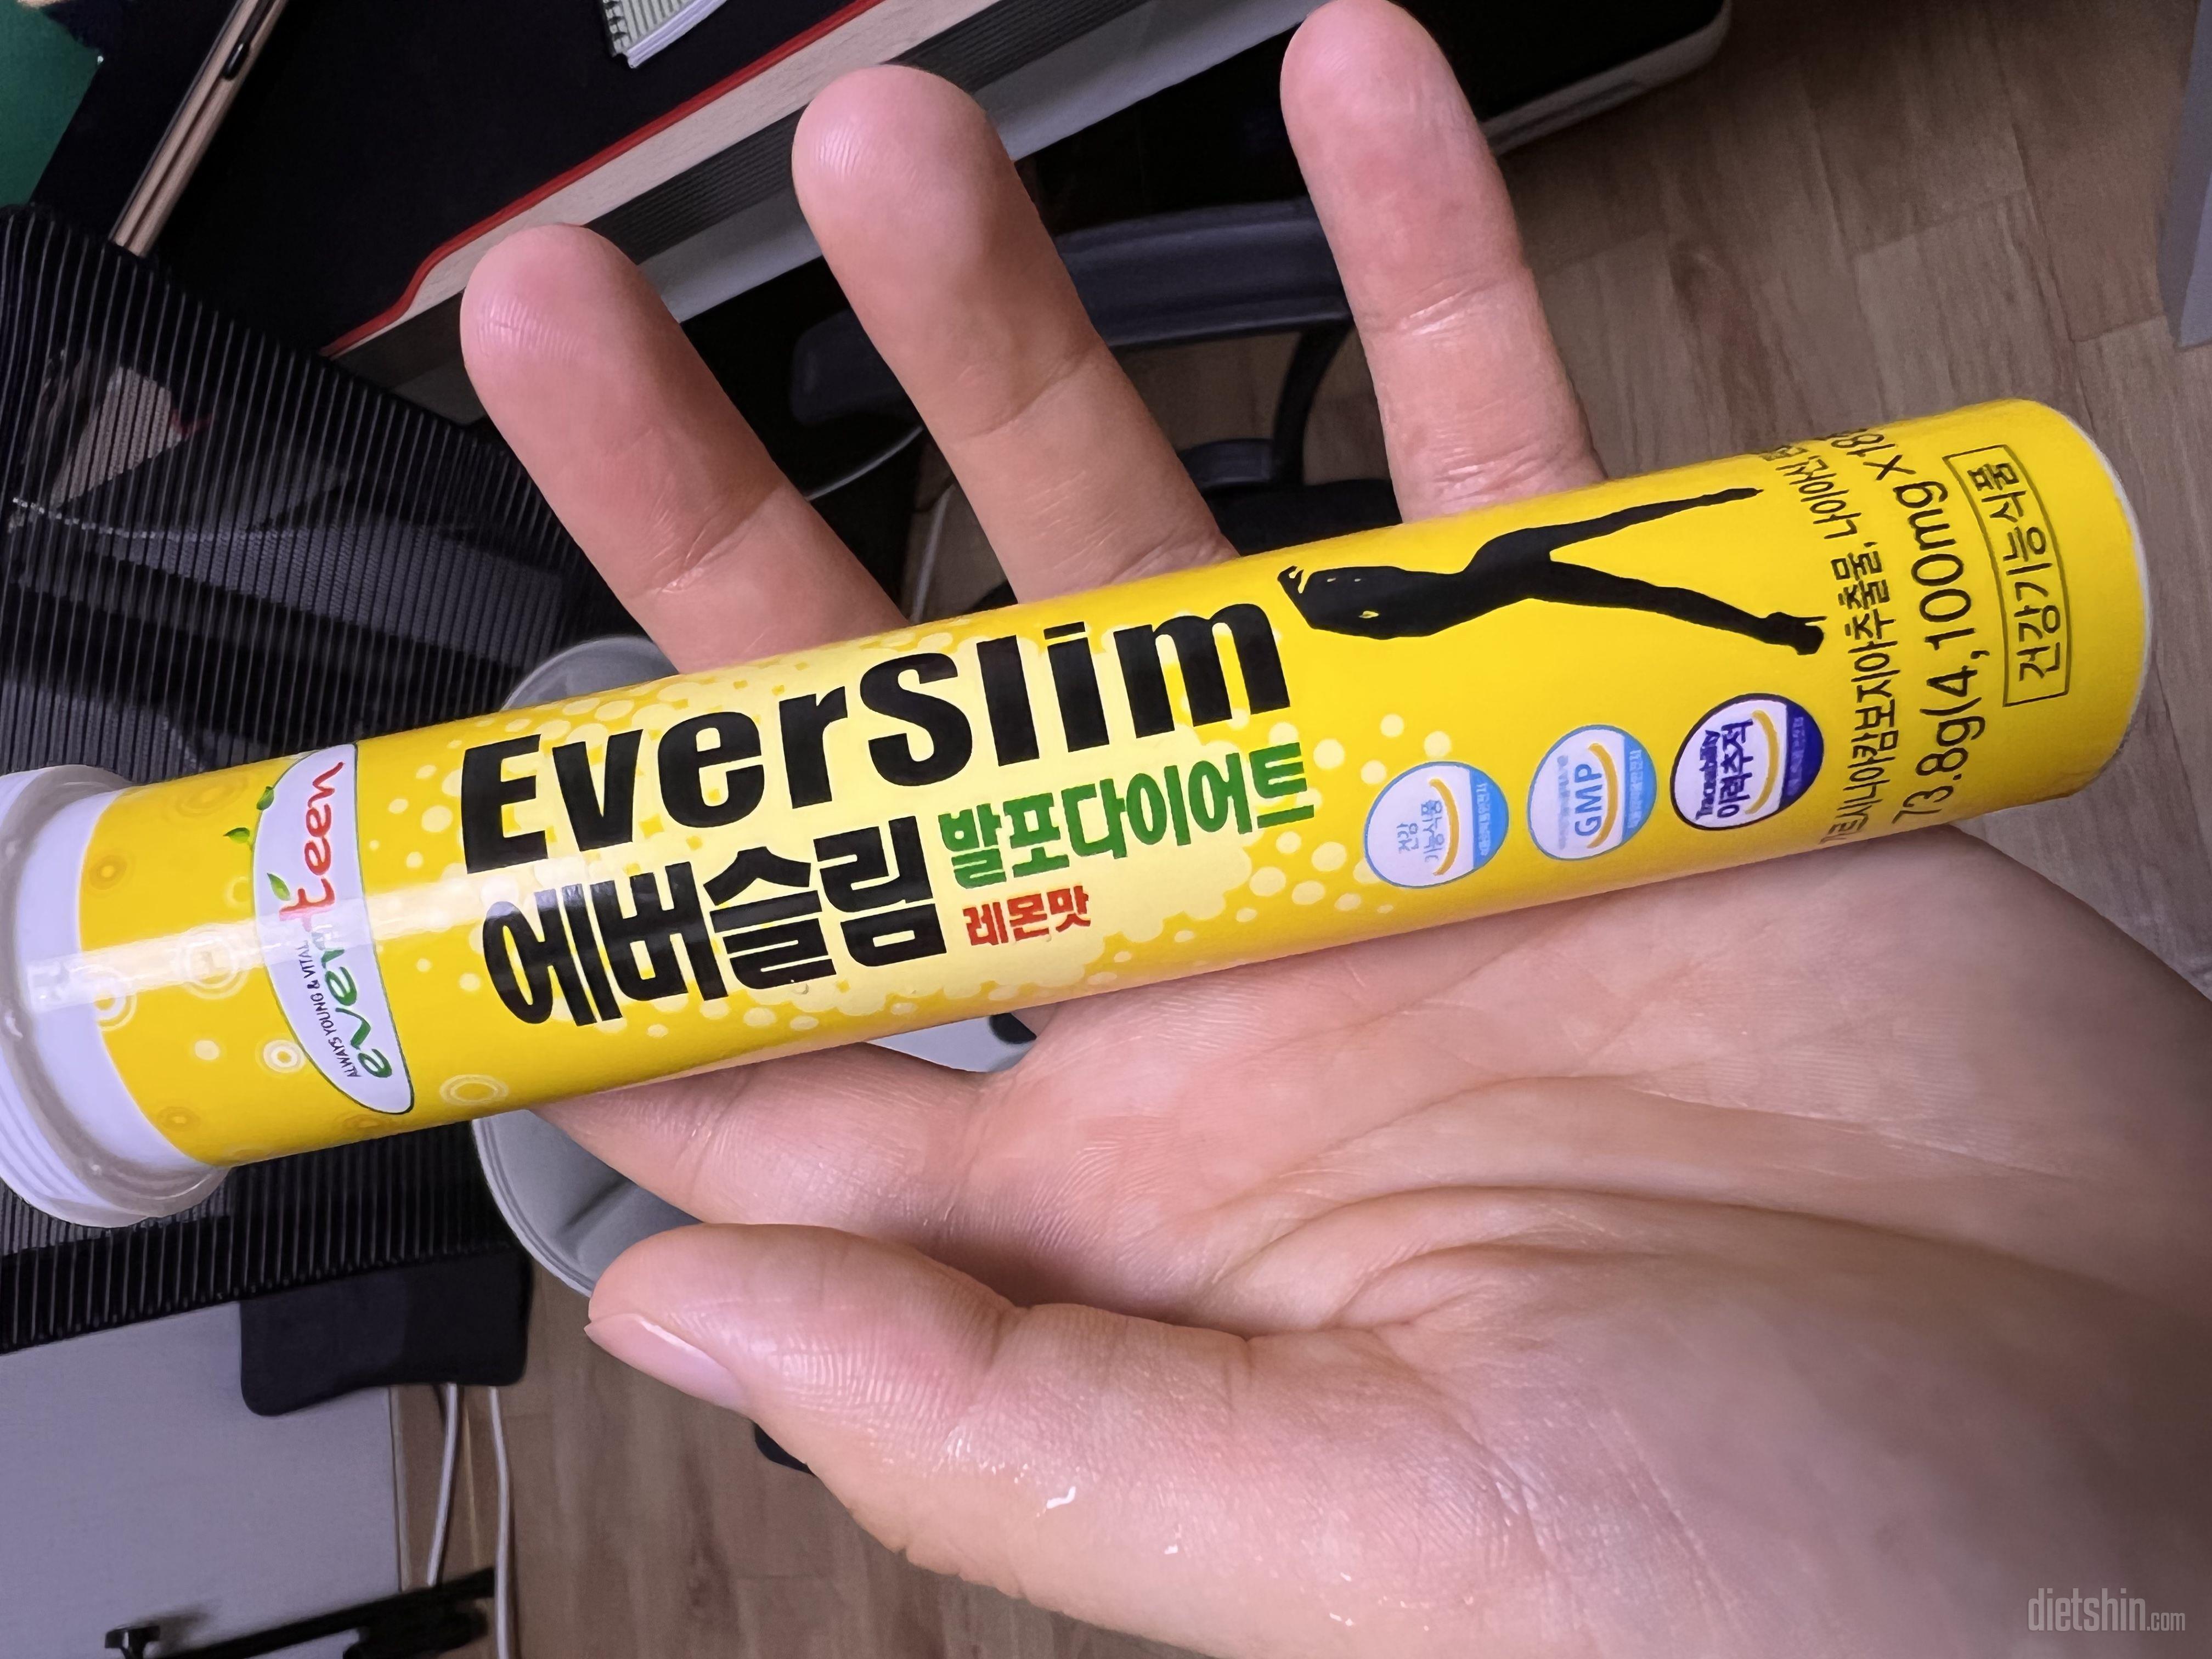 everteen
ALWAYS YOUNG & VITAL
EverSlim
에버슬림 발포다이어트
레몬맛
건강
기능식품
GMP
Traceability
이력추적
가르시니아캄보지아추출물, 나이아신,
73.8g(4,100mg X 18
건강기능식품
dietshin.com